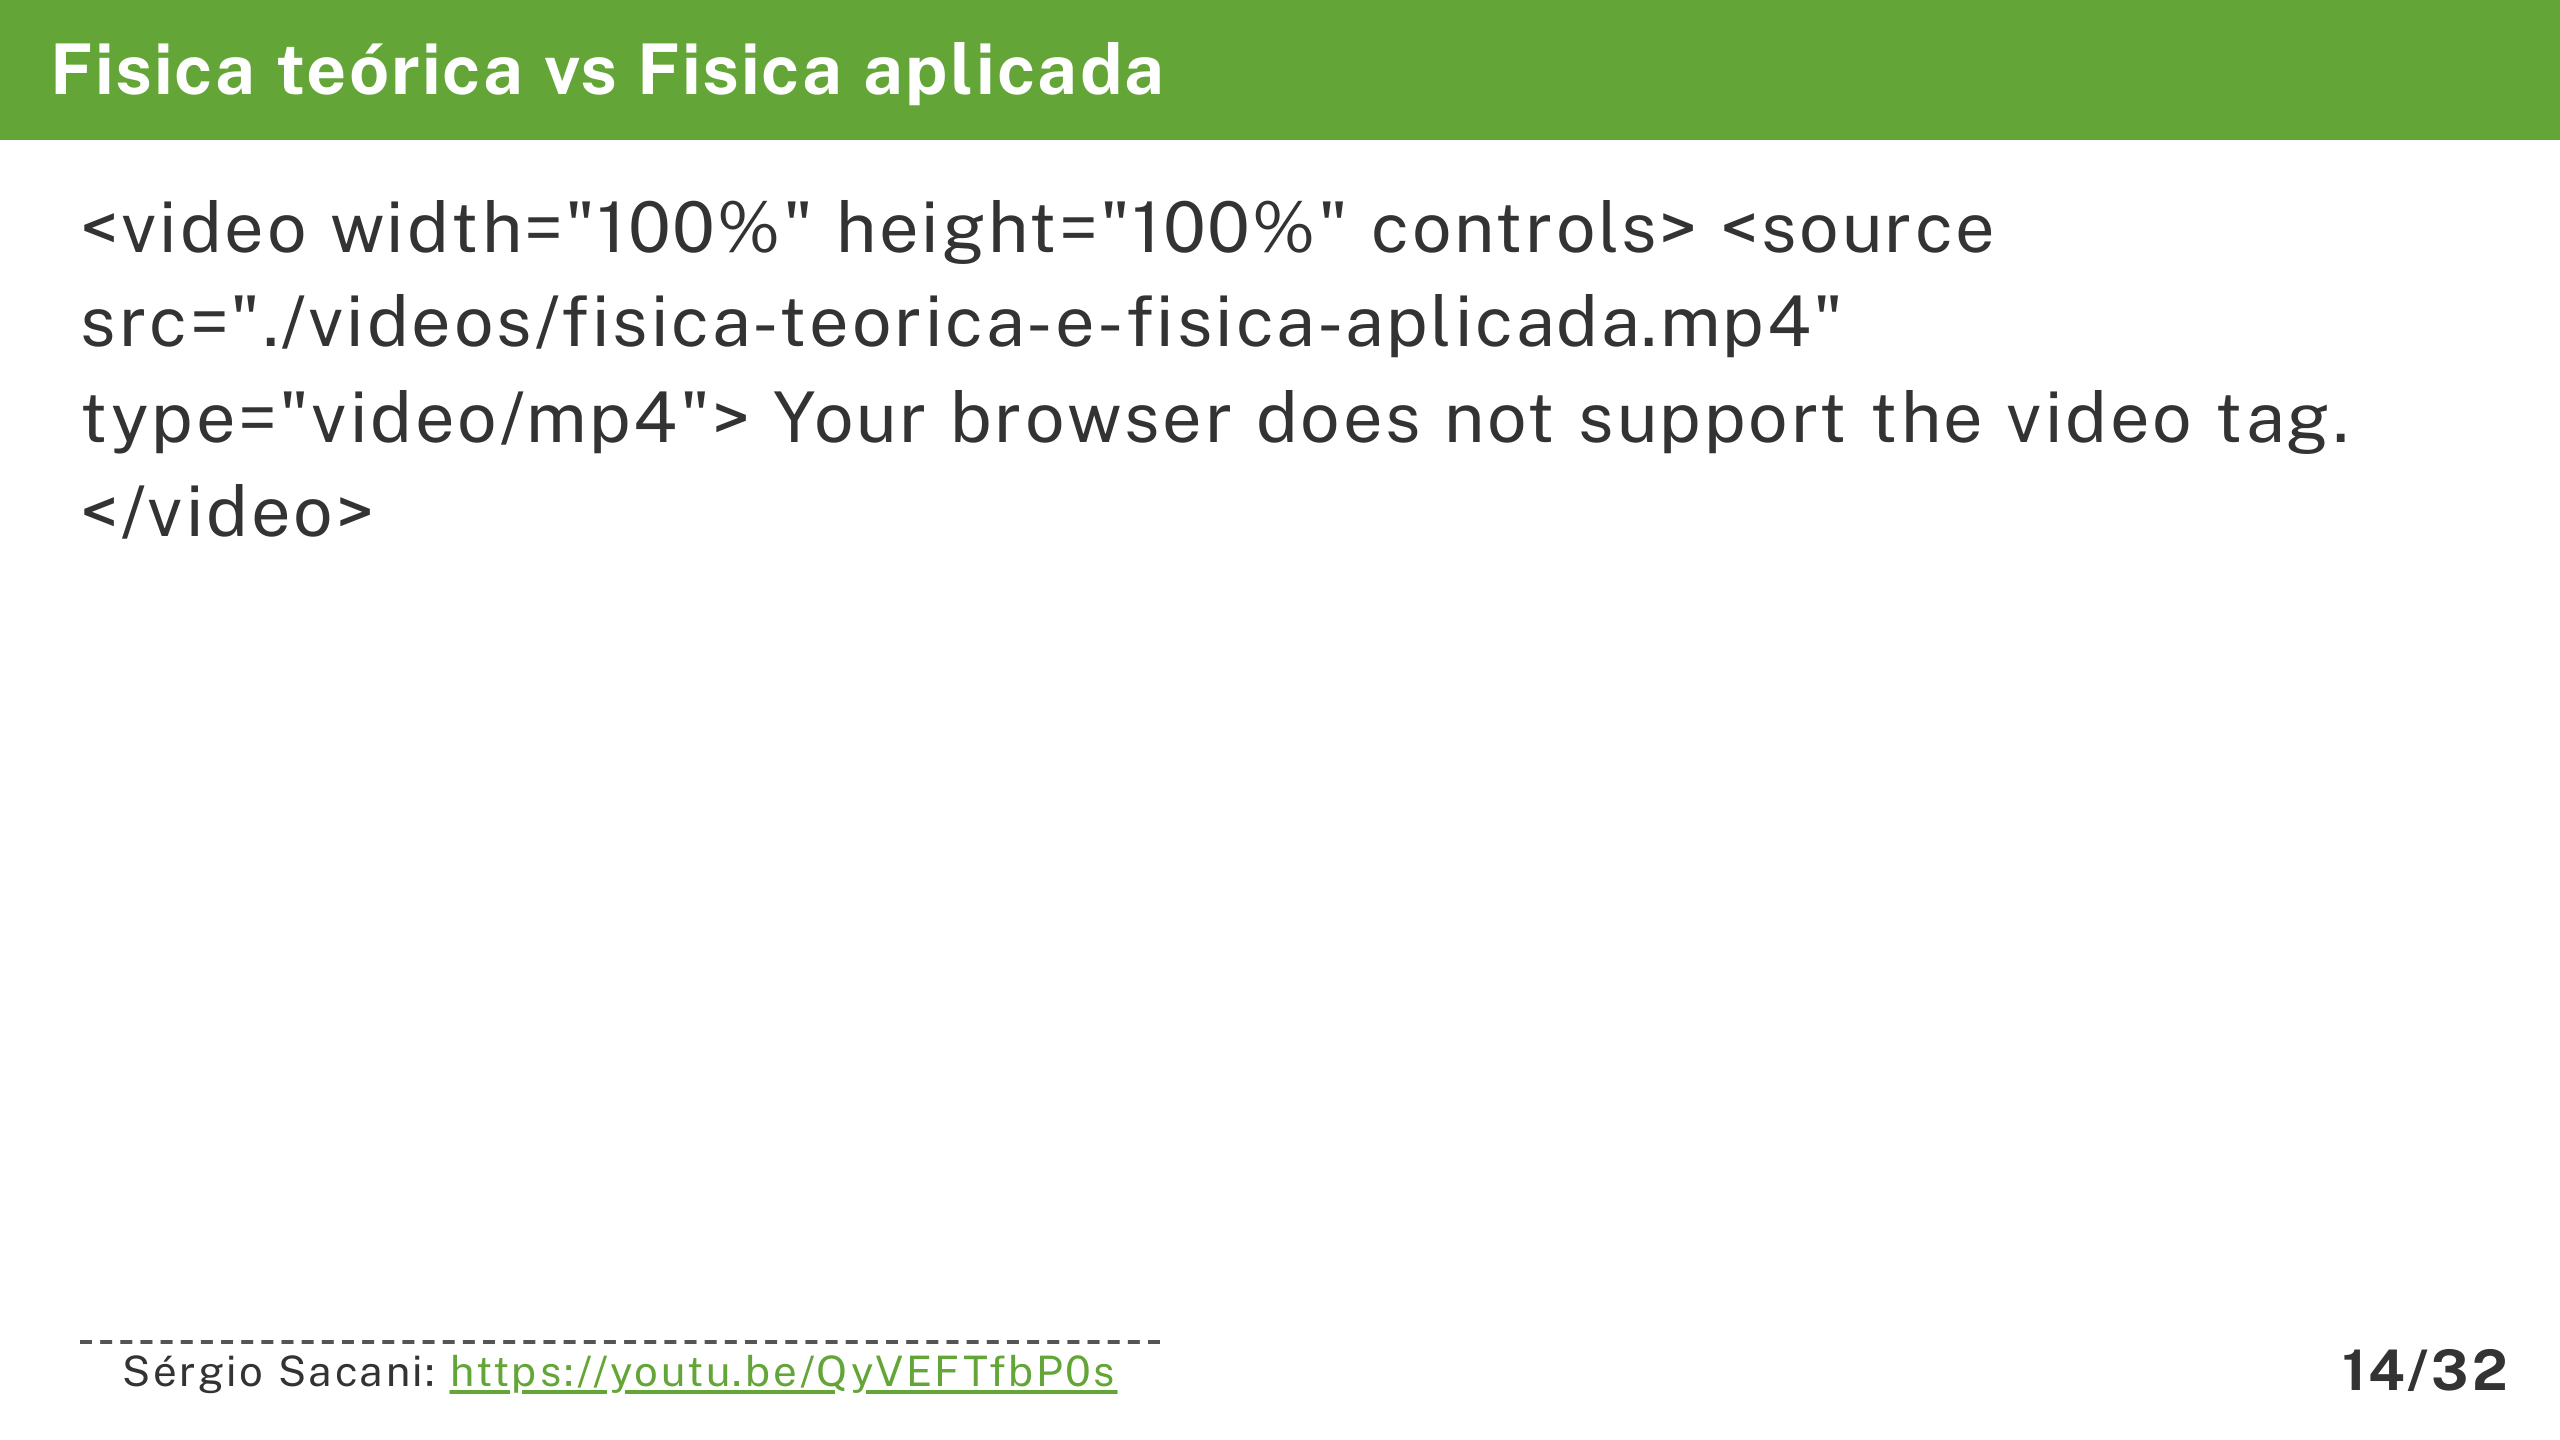 Fisica teórica vs Fisica aplicada
<video width="100%" height="100%" controls> <source
src="./videos/fisica-teorica-e-fisica-aplicada.mp4"
type="video/mp4"> Your browser does not support the video tag.
</video>
Sérgio Sacani: https://youtu.be/QyVEFTfbP0s
14/32